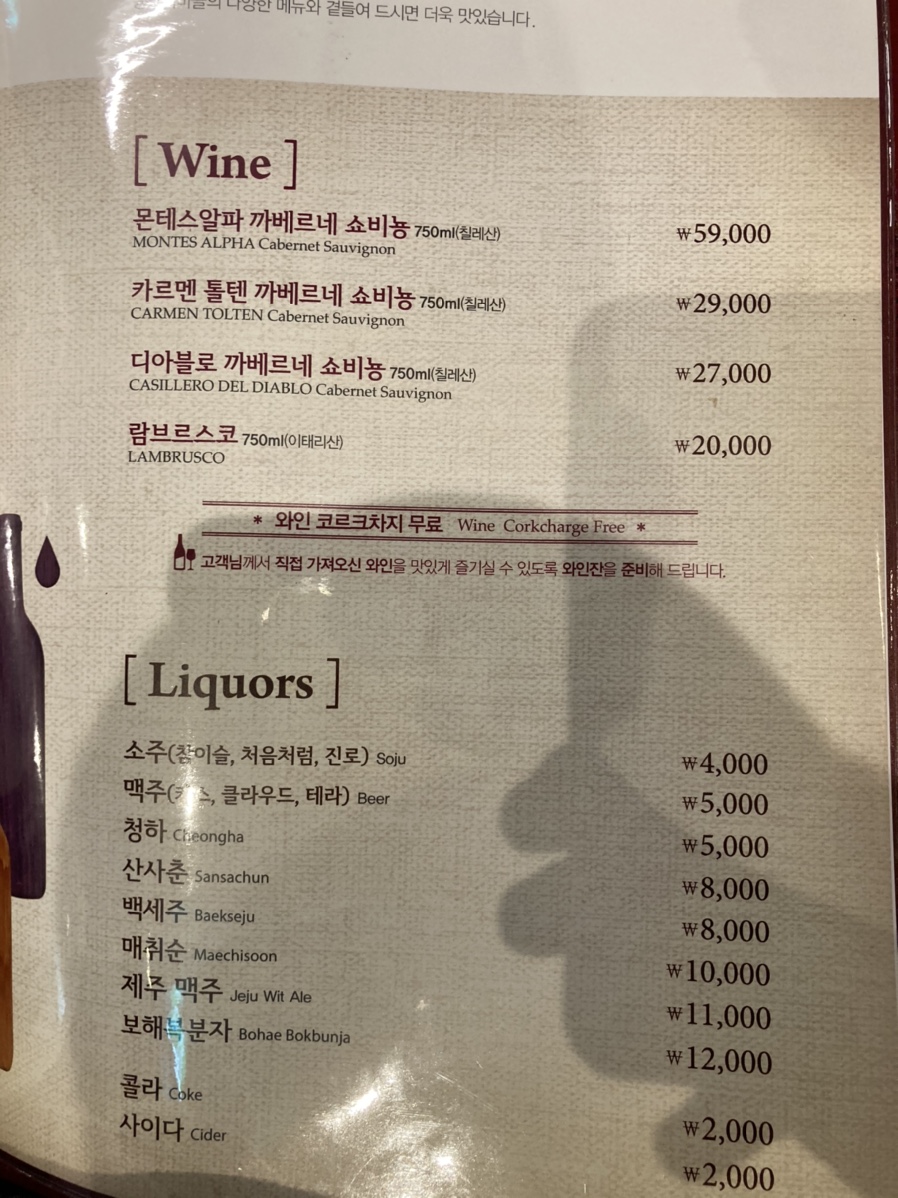 다양한 메뉴와 곁들여 드시면 더욱 맛있습니다.
[ Wine ]
몬테스알파 까베르네 쇼비뇽 750ml(칠레산) ₩59,000
MONTES ALPHA Cabernet Sauvignon
카르멘 톨텐 까베르네 쇼비뇽 750ml(칠레산) ₩29,000
CARMEN TOLTEN Cabernet Sauvignon
디아블로 까베르네 쇼비뇽 750ml(칠레산) ₩27,000
CASILLERO DEL DIABLO Cabernet Sauvignon
람브르스코 750ml(이태리산) ₩20,000
LAMBRUSCO
* 와인 코르크차지 무료 Wine Corkcharge Free *
고객님께서 직접 가져오신 와인을 맛있게 즐기실 수 있도록 와인잔을 준비해 드립니다.
[ Liquors ]
소주(참이슬, 처음처럼, 진로) Soju ₩4,000
맥주(카스, 클라우드, 테라) Beer ₩5,000
청하 Cheongha ₩5,000
산사춘 Sansachun ₩8,000
백세주 Baekseju ₩8,000
매취순 Maechisoon ₩10,000
제주 맥주 Jeju Wit Ale ₩11,000
보해복분자 Bohae Bokbunja ₩12,000
콜라 Coke ₩2,000
사이다 Cider ₩2,000